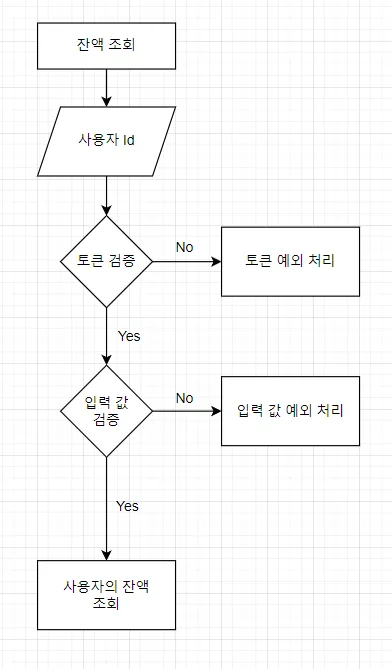 잔액 조회
사용자 Id
토큰 검증
No
토큰 예외 처리
Yes
입력 값
검증
No
입력 값 예외 처리
Yes
사용자의 잔액
조회